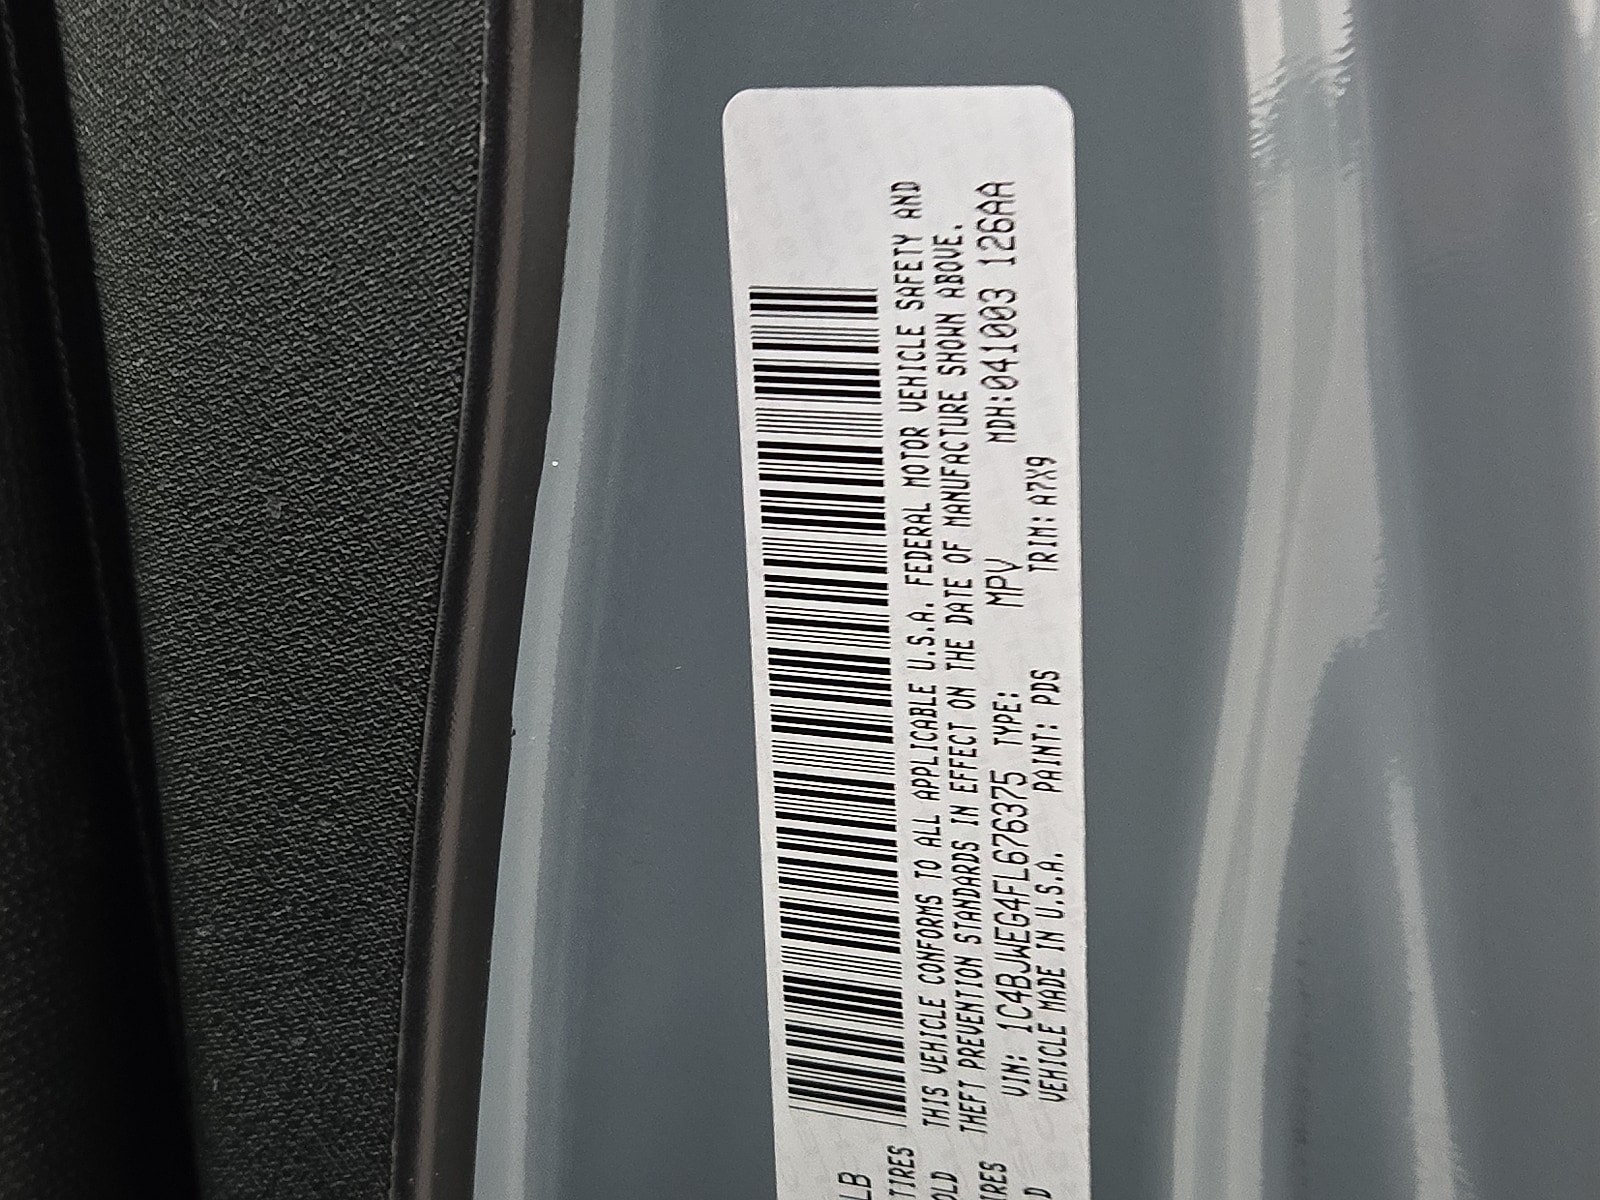 THIS VEHICLE CONFORMS TO ALL APPLICABLE U.S.A. FEDERAL MOTOR VEHICLE SAFETY AND
THEFT PREVENTION STANDARDS IN EFFECT ON THE DATE OF MANUFACTURE SHOWN ABOVE.
VIN: 1C4BJWEG4FL676375 TYPE: MPV MDH:041003 126AA
VEHICLE MADE IN U.S.A. PAINT: PDS TRIM: A7X9
LB
TIRES
OLD
IRES
D